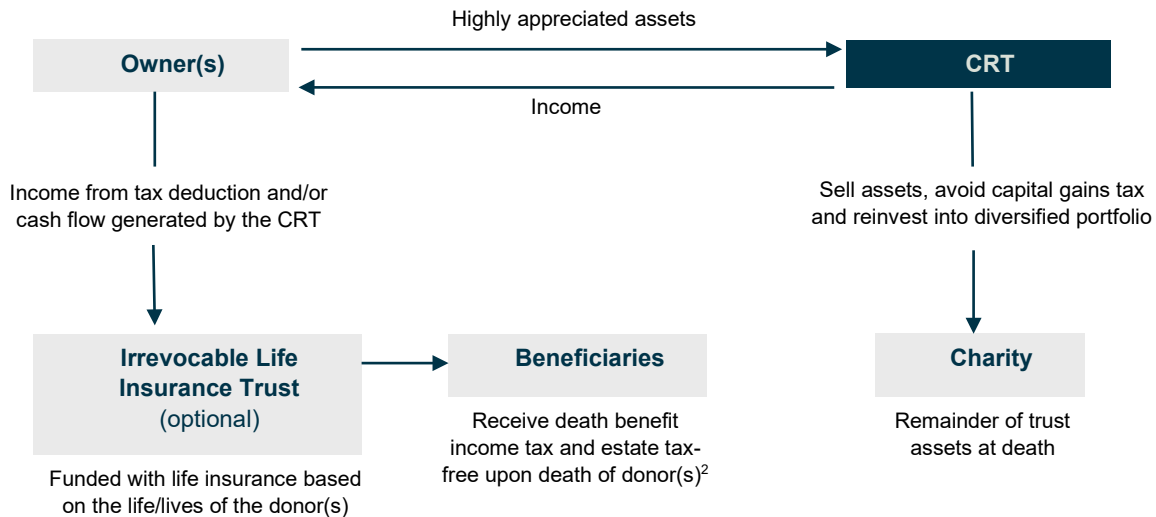 Highly appreciated assets
Owner(s)
CRT
Income
Income from tax deduction and/or
cash flow generated by the CRT
Sell assets, avoid capital gains tax
and reinvest into diversified portfolio
Irrevocable Life
Insurance Trust
(optional)
Beneficiaries
Charity
Receive death benefit
income tax and estate tax-
free upon death of donor(s)2
Remainder of trust
assets at death
Funded with life insurance based
on the life/lives of the donor(s)